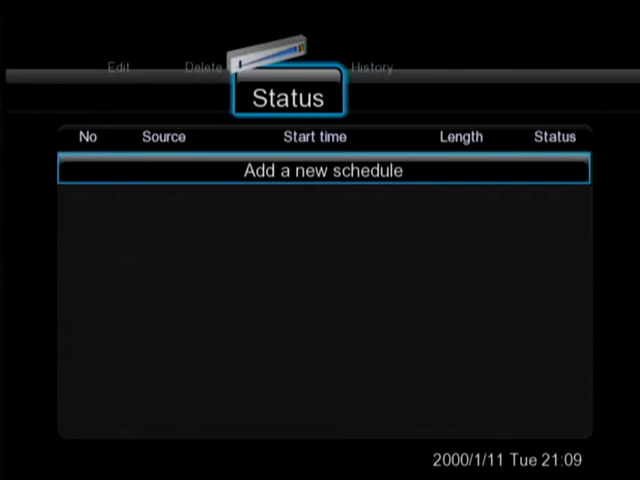 Edit Delete History
Status
No Source Start time Length Status
Add a new schedule
2000/1/11 Tue 21:09